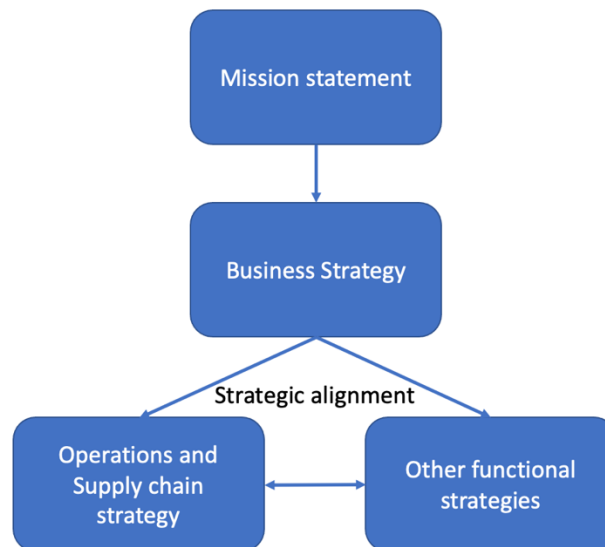 Mission statement
Business Strategy
Strategic alignment
Operations and
Supply chain
strategy
Other functional
strategies